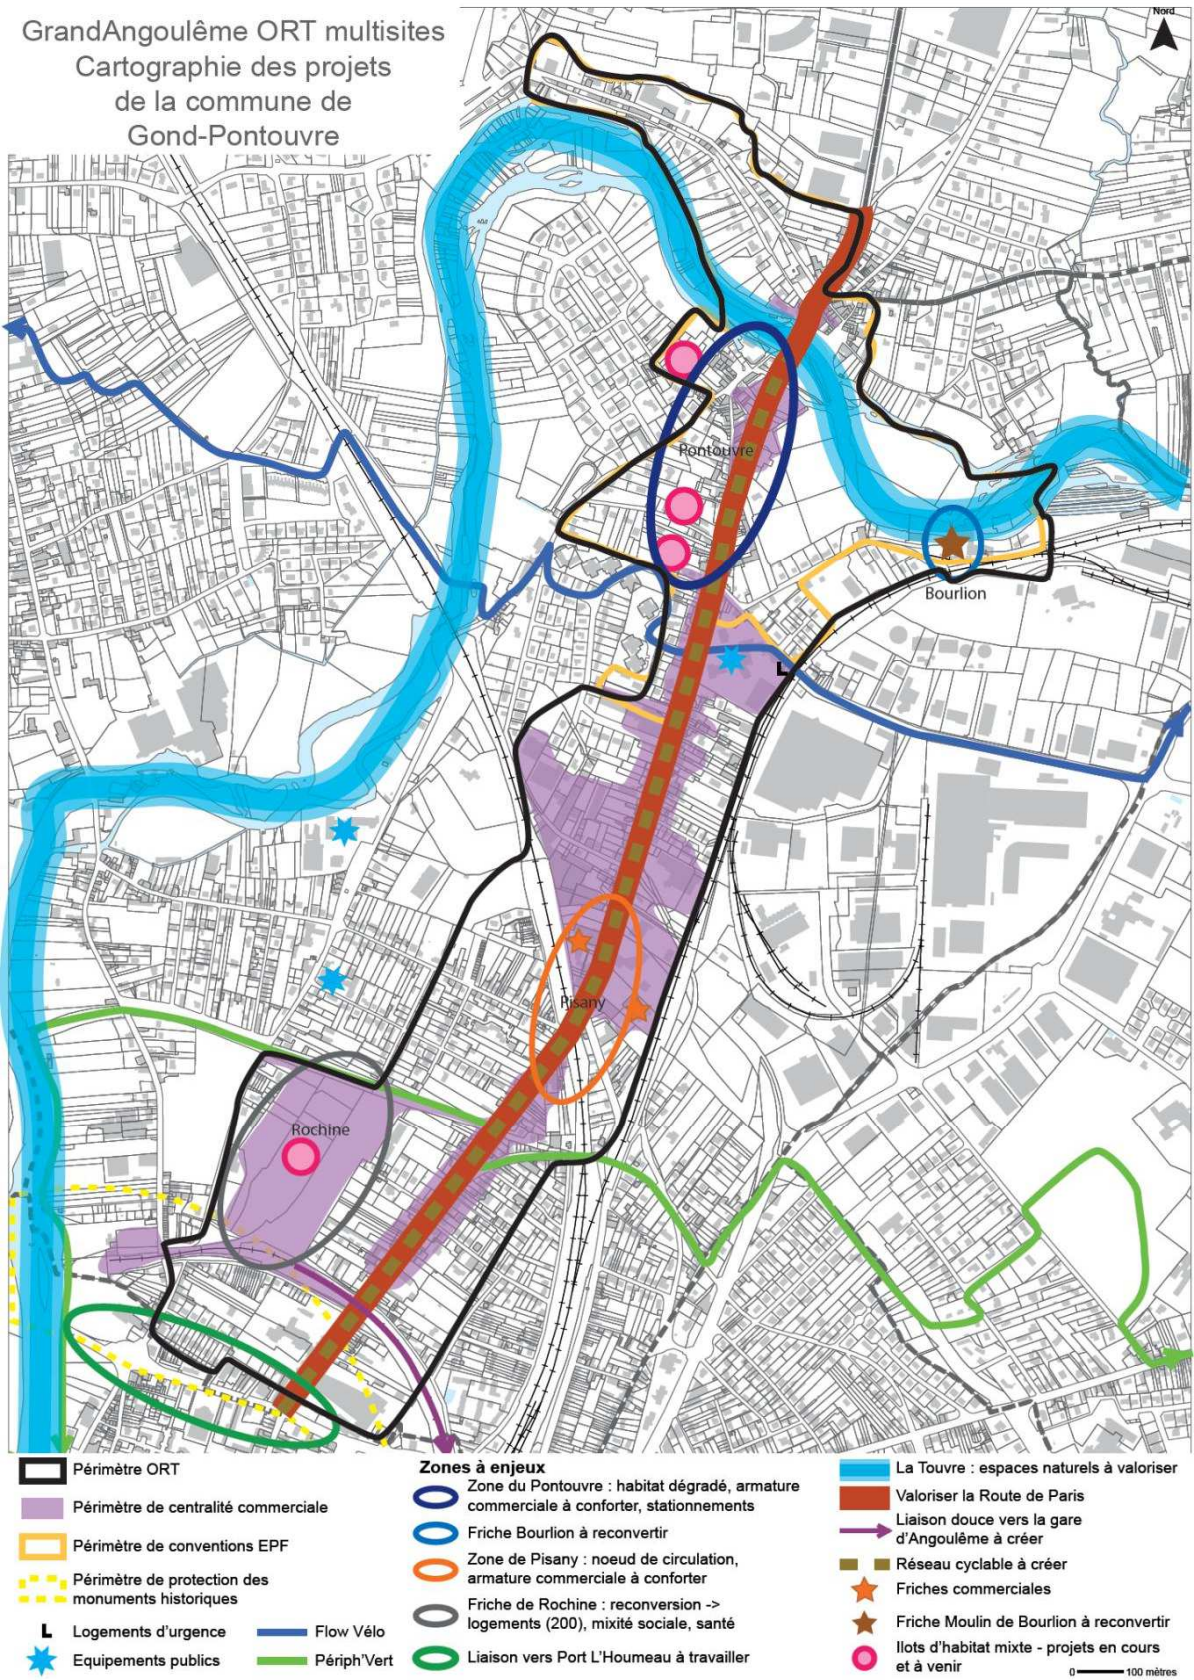 GrandAngoulême ORT multisites
Cartographie des projets
de la commune de
Gond-Pontouvre
Nord
Pontouvre
Bourlion
Pisany
Rochine
Périmètre ORT
Périmètre de centralité commerciale
Périmètre de conventions EPF
Périmètre de protection des
monuments historiques
L Logements d'urgence
Equipements publics
Flow Vélo
Périph'Vert
Zones à enjeux
Zone du Pontouvre : habitat dégradé, armature
commerciale à conforter, stationnements
Friche Bourlion à reconvertir
Zone de Pisany : noeud de circulation,
armature commerciale à conforter
Friche de Rochine : reconversion ->
logements (200), mixité sociale, santé
Liaison vers Port L'Houmeau à travailler
La Touvre : espaces naturels à valoriser
Valoriser la Route de Paris
Liaison douce vers la gare
d'Angoulême à créer
Réseau cyclable à créer
Friches commerciales
Friche Moulin de Bourlion à reconvertir
Ilots d'habitat mixte - projets en cours
et à venir
0 100 mètres